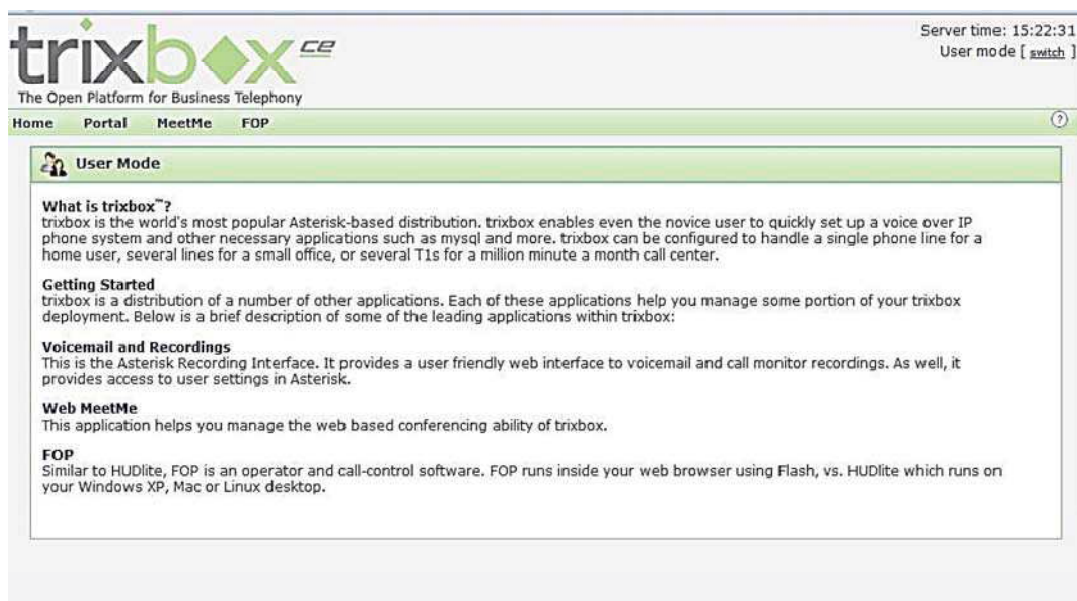 trixbox CE
The Open Platform for Business Telephony
Server time: 15:22:31
User mode [ switch ]
Home Portal MeetMe FOP ?
User Mode
What is trixbox™?
trixbox is the world's most popular Asterisk-based distribution. trixbox enables even the novice user to quickly set up a voice over IP
phone system and other necessary applications such as mysql and more. trixbox can be configured to handle a single phone line for a
home user, several lines for a small office, or several T1s for a million minute a month call center.
Getting Started
trixbox is a distribution of a number of other applications. Each of these applications help you manage some portion of your trixbox
deployment. Below is a brief description of some of the leading applications within trixbox:
Voicemail and Recordings
This is the Asterisk Recording Interface. It provides a user friendly web interface to voicemail and call monitor recordings. As well, it
provides access to user settings in Asterisk.
Web MeetMe
This application helps you manage the web based conferencing ability of trixbox.
FOP
Similar to HUDlite, FOP is an operator and call-control software. FOP runs inside your web browser using Flash, vs. HUDlite which runs on
your Windows XP, Mac or Linux desktop.